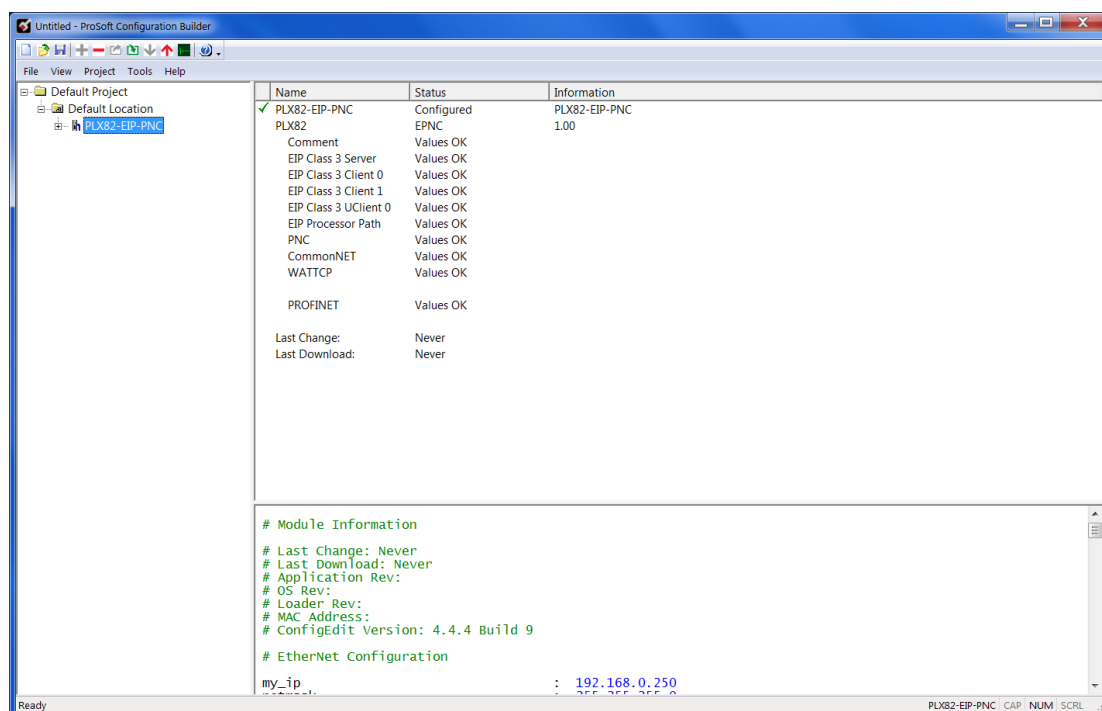 Untitled - ProSoft Configuration Builder
File View Project Tools Help
Default Project
Default Location
PLX82-EIP-PNC
Name Status Information
PLX82-EIP-PNC Configured PLX82-EIP-PNC
PLX82 EPNC 1.00
Comment Values OK
EIP Class 3 Server Values OK
EIP Class 3 Client 0 Values OK
EIP Class 3 Client 1 Values OK
EIP Class 3 UClient 0 Values OK
EIP Processor Path Values OK
PNC Values OK
CommonNET Values OK
WATTCP Values OK
PROFINET Values OK
Last Change: Never
Last Download: Never
# Module Information
# Last Change: Never
# Last Download: Never
# Application Rev:
# OS Rev:
# Loader Rev:
# MAC Address:
# ConfigEdit Version: 4.4.4 Build 9
# EtherNet Configuration
my_ip : 192.168.0.250
Ready PLX82-EIP-PNC CAP NUM SCRL